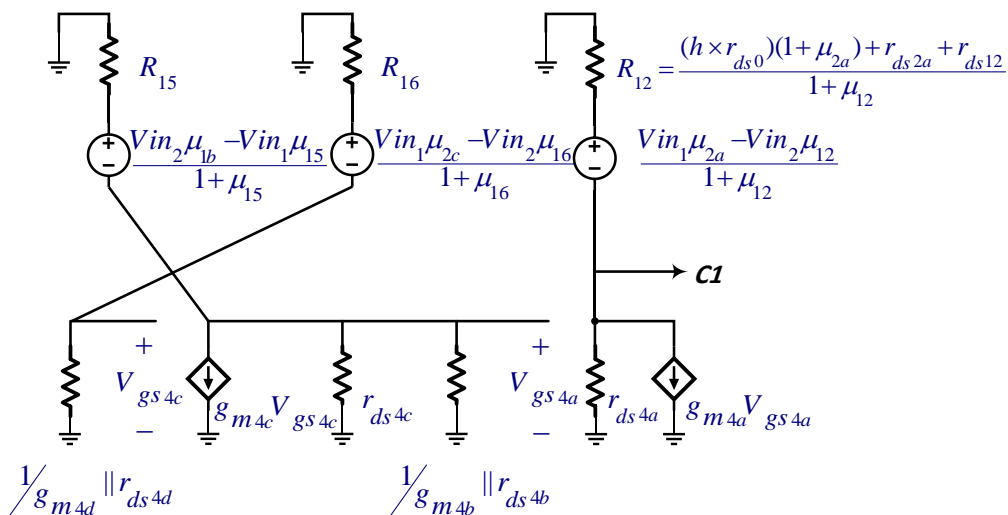 R15
R16
R12 = (h × rds0)(1 + μ2a) + rds2a + rds12 / 1 + μ12
+
−
Vin2μ1b − Vin1μ15 / 1 + μ15
+
−
Vin1μ2c − Vin2μ16 / 1 + μ16
+
−
Vin1μ2a − Vin2μ12 / 1 + μ12
C1
+
Vgs4c
−
gm4cVgs4c
rds4c
+
Vgs4a
−
rds4a
gm4aVgs4a
1/gm4d || rds4d
1/gm4b || rds4b